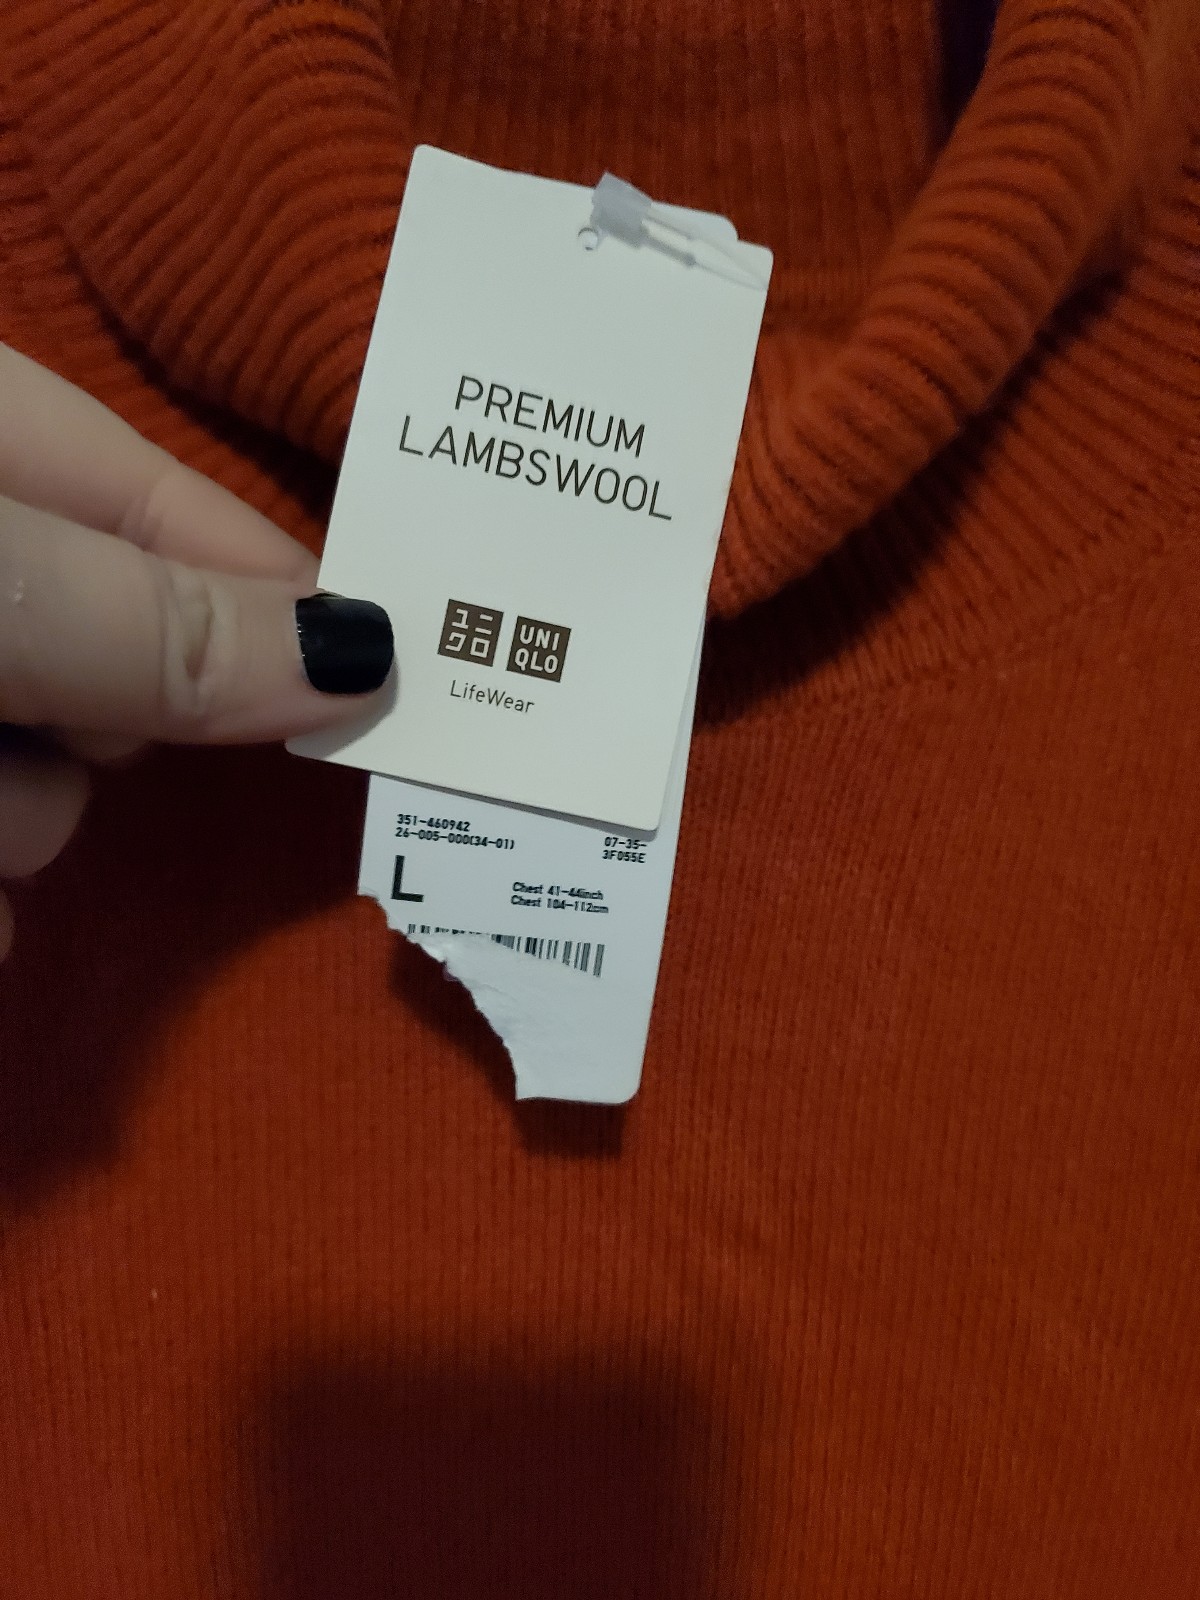 PREMIUM
LAMBSWOOL
ユニ
クロ
UNI
QLO
LifeWear
351-460942
26-005-000(34-01)
07-35-
3F055E
L
Chest 41-44inch
Chest 104-112cm